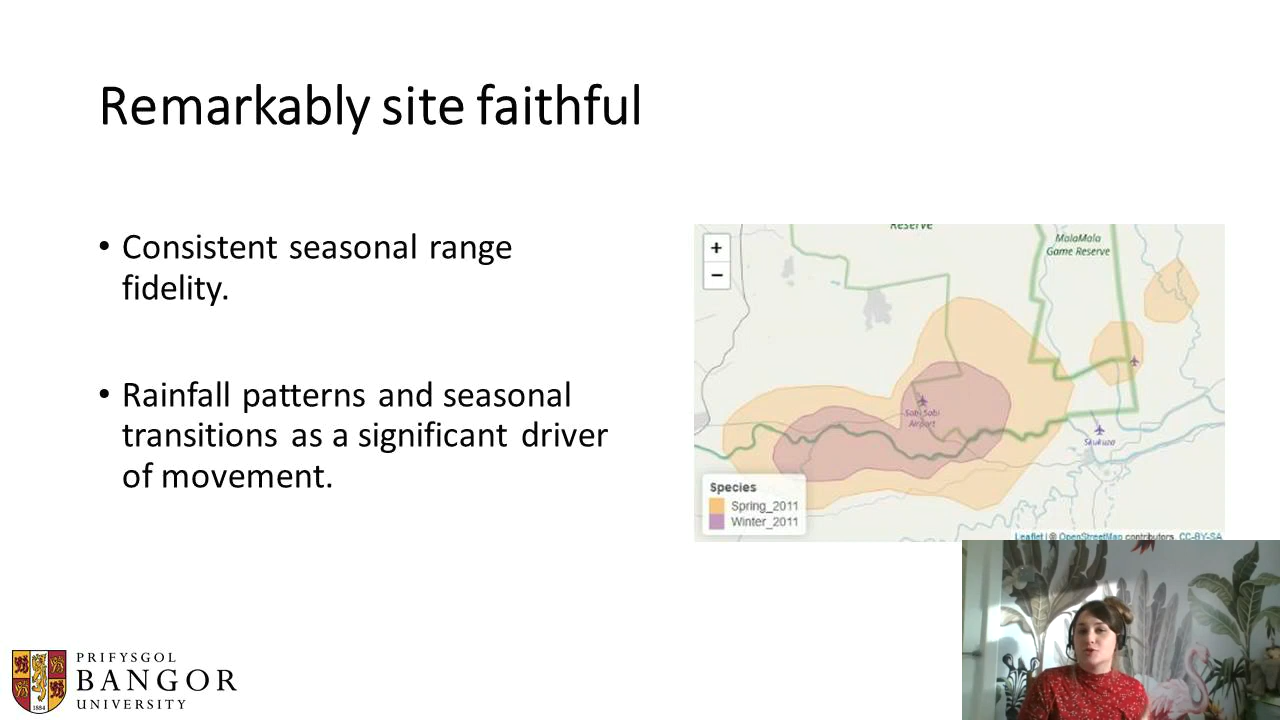 Remarkably site faithful
• Consistent seasonal range
fidelity.
• Rainfall patterns and seasonal
transitions as a significant driver
of movement.
Reserve
MalaMala
Game Reserve
+
−
Sabi Sabi
Airport
Skukuza
Species
Spring_2011
Winter_2011
Leaflet | © OpenStreetMap contributors, CC-BY-SA
PRIFYSGOL
BANGOR
UNIVERSITY
1884